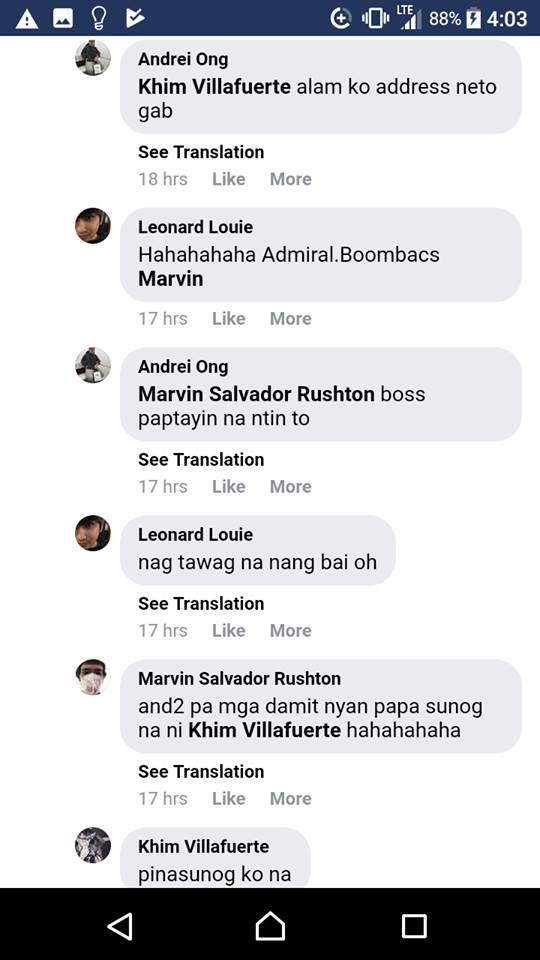 LTE 88% 4:03
Andrei Ong
Khim Villafuerte alam ko address neto
gab
See Translation
18 hrs Like More
Leonard Louie
Hahahahaha Admiral.Boombacs
Marvin
17 hrs Like More
Andrei Ong
Marvin Salvador Rushton boss
paptayin na ntin to
See Translation
17 hrs Like More
Leonard Louie
nag tawag na nang bai oh
See Translation
17 hrs Like More
Marvin Salvador Rushton
and2 pa mga damit nyan papa sunog
na ni Khim Villafuerte hahahahaha
See Translation
17 hrs Like More
Khim Villafuerte
pinasunog ko na